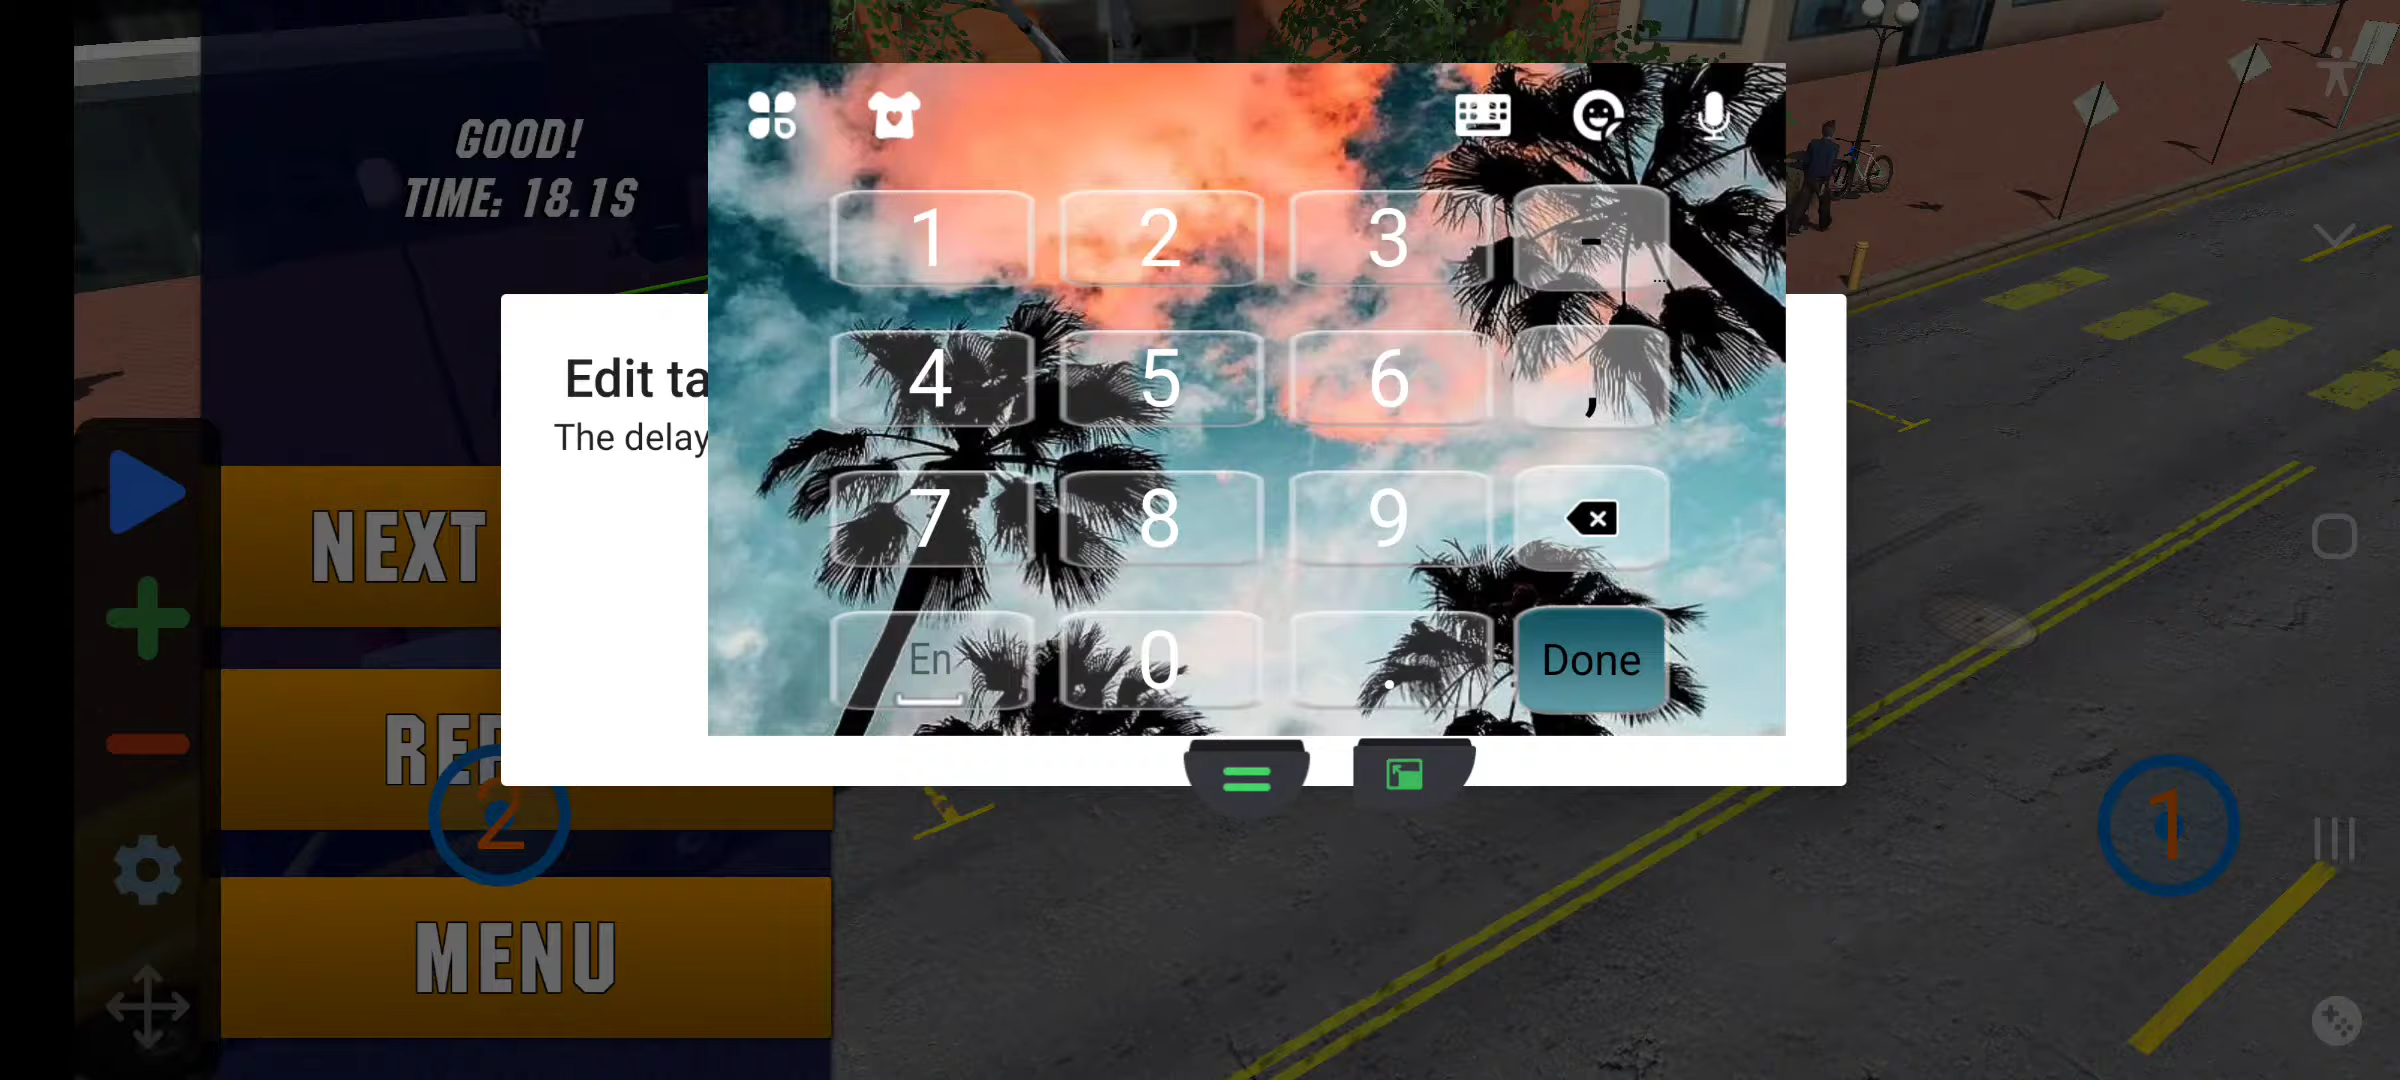 GOOD!
TIME: 18.1S
1 2 3 -
Edit ta
4 5 6 ,
The delay
NEXT
7 8 9
En 0 . Done
2
1
MENU